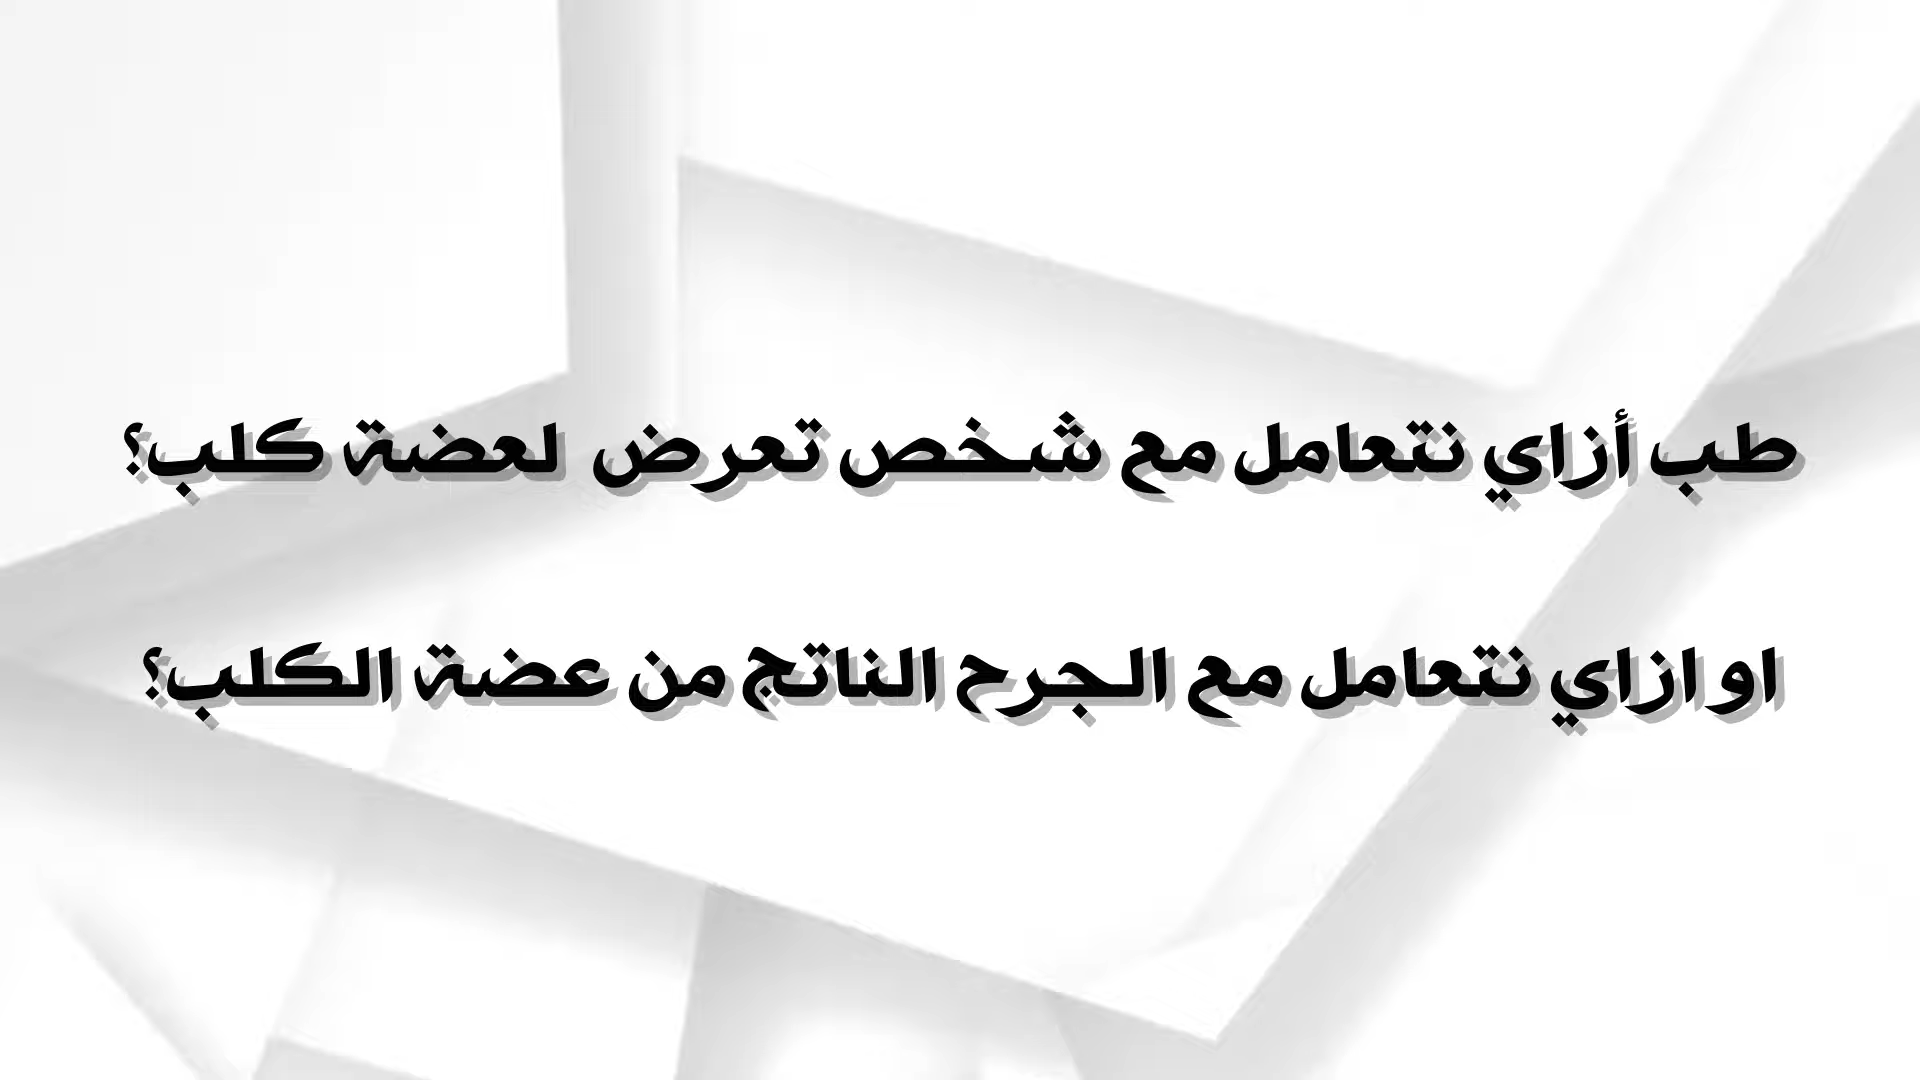 طب أزاي نتعامل مع شخص تعرض لعضة كلب؟
او ازاي نتعامل مع الجرح الناتج من عضة الكلب؟